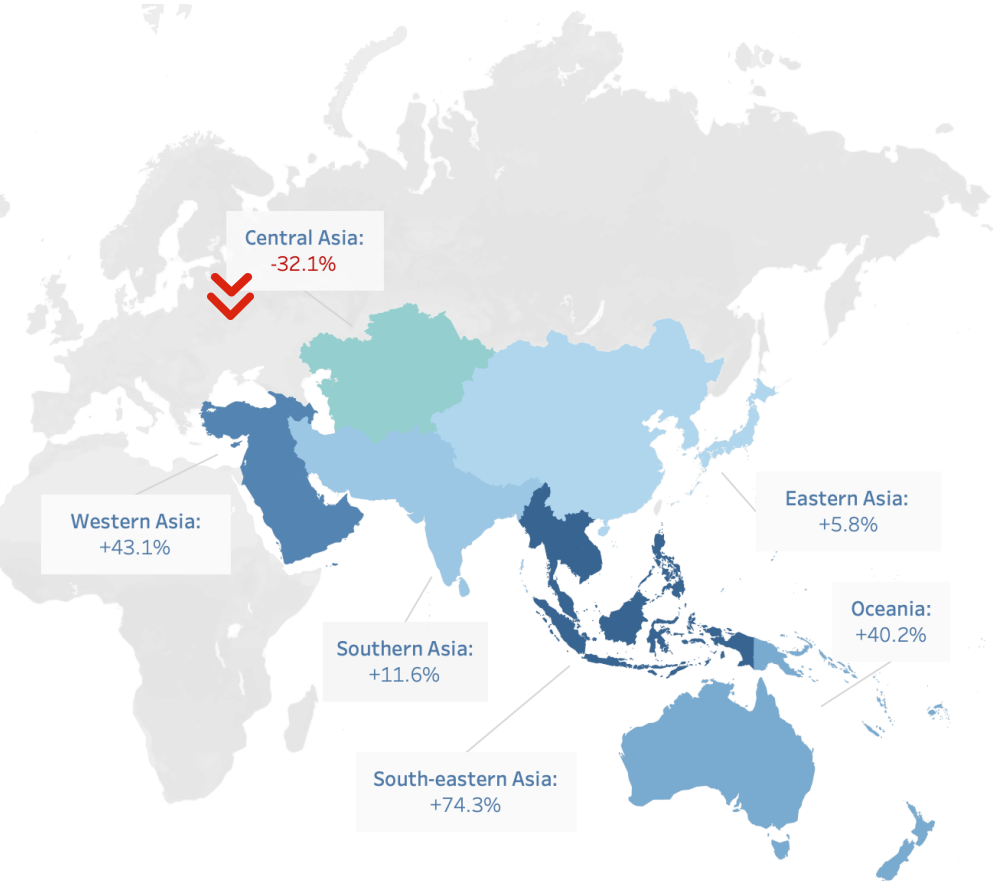 Central Asia:
-32.1%
Western Asia:
+43.1%
Eastern Asia:
+5.8%
Oceania:
+40.2%
Southern Asia:
+11.6%
South-eastern Asia:
+74.3%